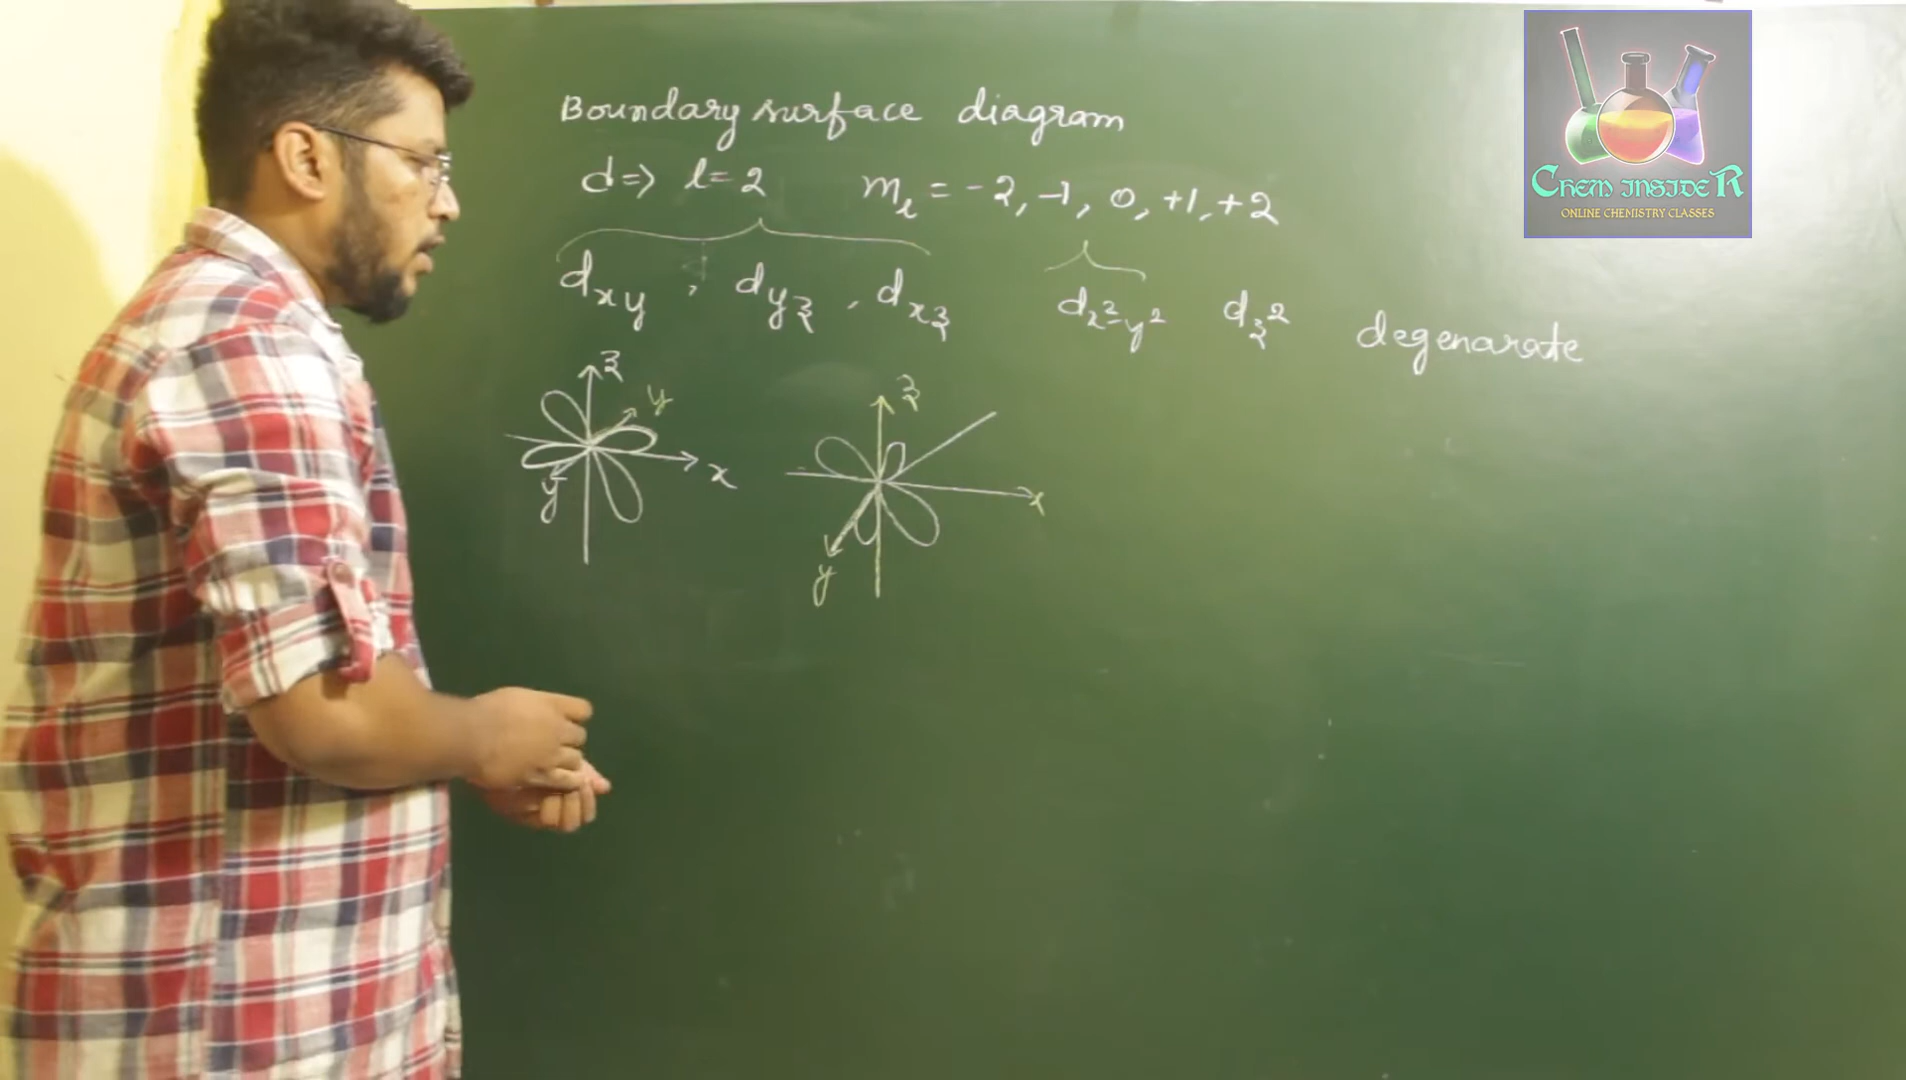 Boundary surface diagram
d => l = 2 mₗ = -2, -1, 0, +1, +2
dxy, dyz, dxz dx²-y² dz² degenarate
z y x y
z x y
CHEM INSIDER
ONLINE CHEMISTRY CLASSES